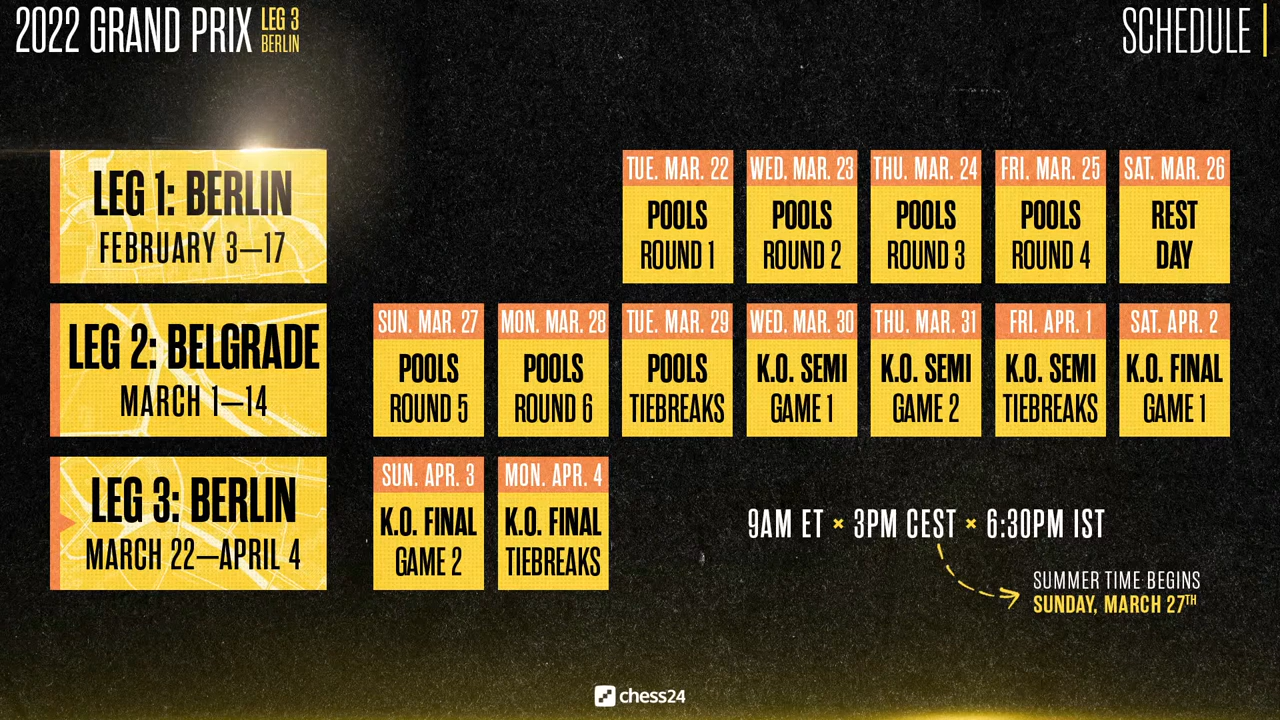 2022 GRAND PRIX
LEG 3
BERLIN
SCHEDULE
LEG 1: BERLIN
FEBRUARY 3–17
LEG 2: BELGRADE
MARCH 1–14
LEG 3: BERLIN
MARCH 22–APRIL 4
TUE. MAR. 22
POOLS
ROUND 1
WED. MAR. 23
POOLS
ROUND 2
THU. MAR. 24
POOLS
ROUND 3
FRI. MAR. 25
POOLS
ROUND 4
SAT. MAR. 26
REST
DAY
SUN. MAR. 27
POOLS
ROUND 5
MON. MAR. 28
POOLS
ROUND 6
TUE. MAR. 29
POOLS
TIEBREAKS
WED. MAR. 30
K.O. SEMI
GAME 1
THU. MAR. 31
K.O. SEMI
GAME 2
FRI. APR. 1
K.O. SEMI
TIEBREAKS
SAT. APR. 2
K.O. FINAL
GAME 1
SUN. APR. 3
K.O. FINAL
GAME 2
MON. APR. 4
K.O. FINAL
TIEBREAKS
9AM ET × 3PM CEST × 6:30PM IST
SUMMER TIME BEGINS
SUNDAY, MARCH 27TH
chess24